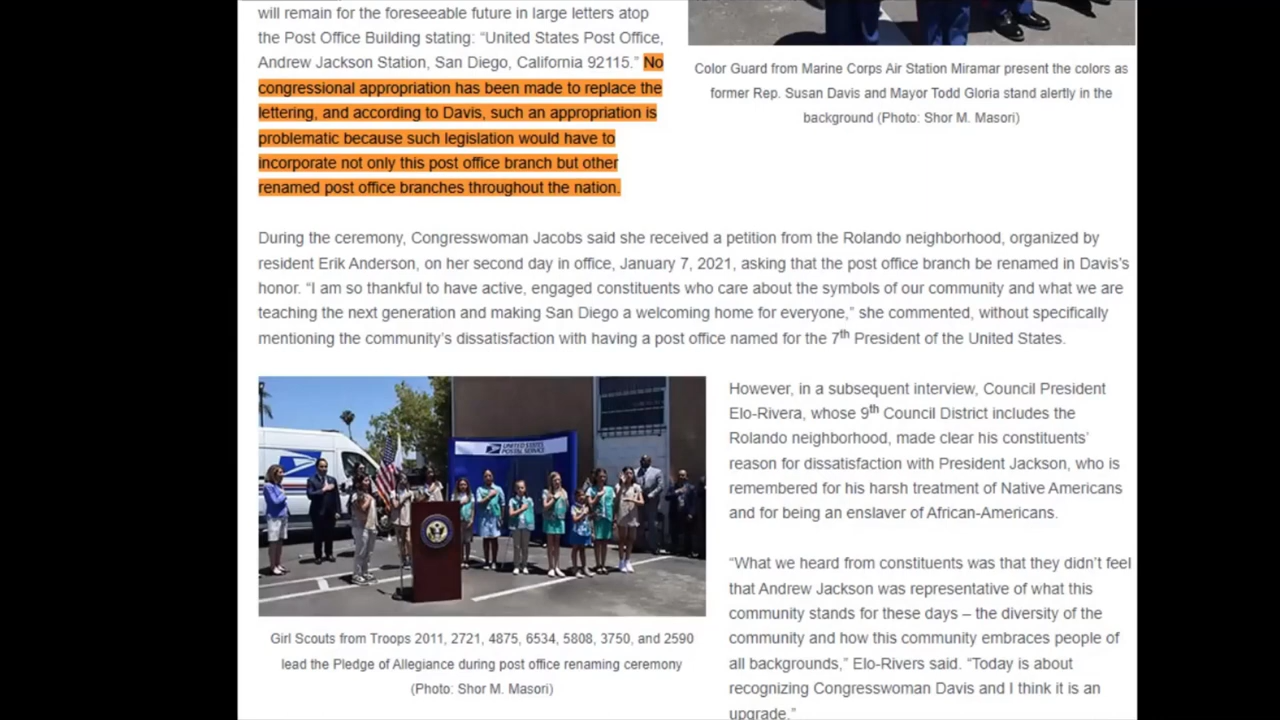 will remain for the foreseeable future in large letters atop
the Post Office Building stating: “United States Post Office,
Andrew Jackson Station, San Diego, California 92115.” No
congressional appropriation has been made to replace the
lettering, and according to Davis, such an appropriation is
problematic because such legislation would have to
incorporate not only this post office branch but other
renamed post office branches throughout the nation.
Color Guard from Marine Corps Air Station Miramar present the colors as
former Rep. Susan Davis and Mayor Todd Gloria stand alertly in the
background (Photo: Shor M. Masori)
During the ceremony, Congresswoman Jacobs said she received a petition from the Rolando neighborhood, organized by
resident Erik Anderson, on her second day in office, January 7, 2021, asking that the post office branch be renamed in Davis’s
honor. “I am so thankful to have active, engaged constituents who care about the symbols of our community and what we are
teaching the next generation and making San Diego a welcoming home for everyone,” she commented, without specifically
mentioning the community’s dissatisfaction with having a post office named for the 7th President of the United States.
UNITED STATES
POSTAL SERVICE
Girl Scouts from Troops 2011, 2721, 4875, 6534, 5808, 3750, and 2590
lead the Pledge of Allegiance during post office renaming ceremony
(Photo: Shor M. Masori)
However, in a subsequent interview, Council President
Elo-Rivera, whose 9th Council District includes the
Rolando neighborhood, made clear his constituents’
reason for dissatisfaction with President Jackson, who is
remembered for his harsh treatment of Native Americans
and for being an enslaver of African-Americans.
“What we heard from constituents was that they didn’t feel
that Andrew Jackson was representative of what this
community stands for these days – the diversity of the
community and how this community embraces people of
all backgrounds,” Elo-Rivers said. “Today is about
recognizing Congresswoman Davis and I think it is an
upgrade.”